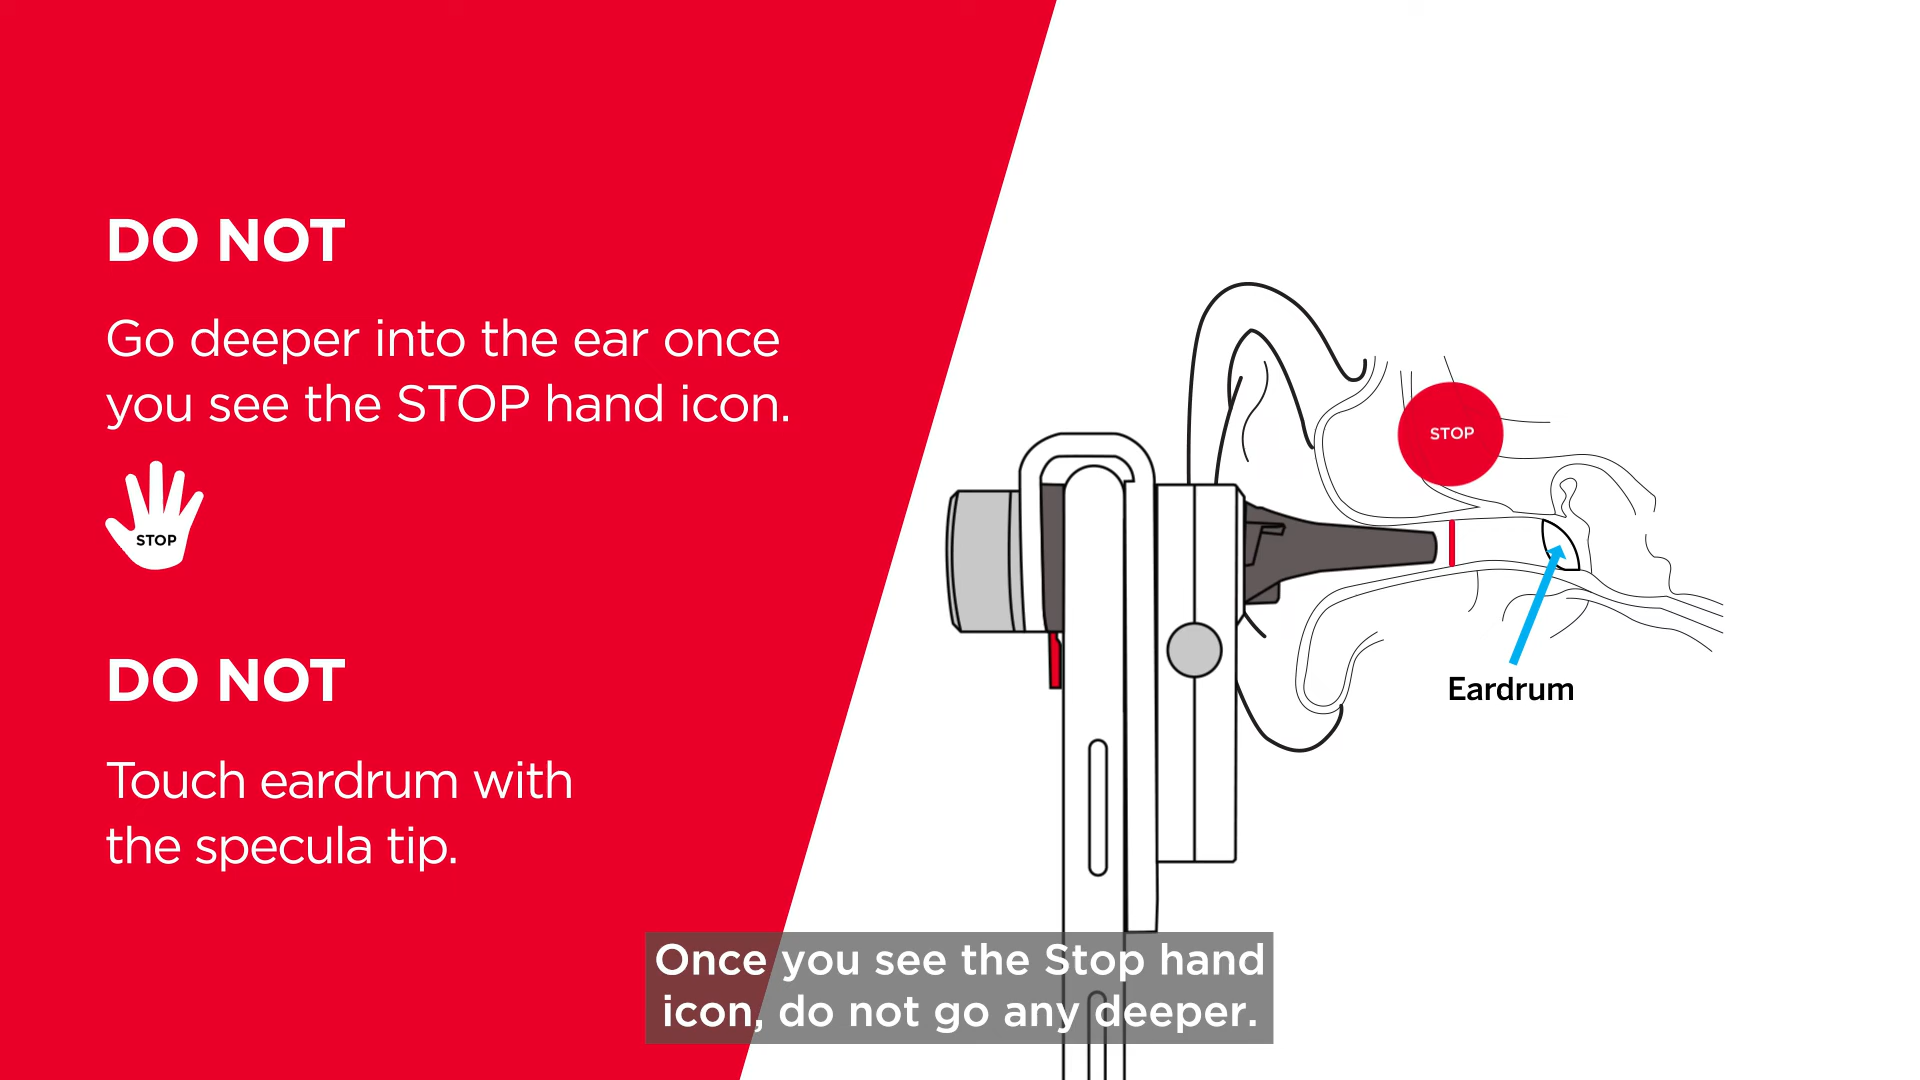 DO NOT
Go deeper into the ear once
you see the STOP hand icon.
STOP
DO NOT
Touch eardrum with
the specula tip.
STOP
Eardrum
Once you see the Stop hand
icon, do not go any deeper.